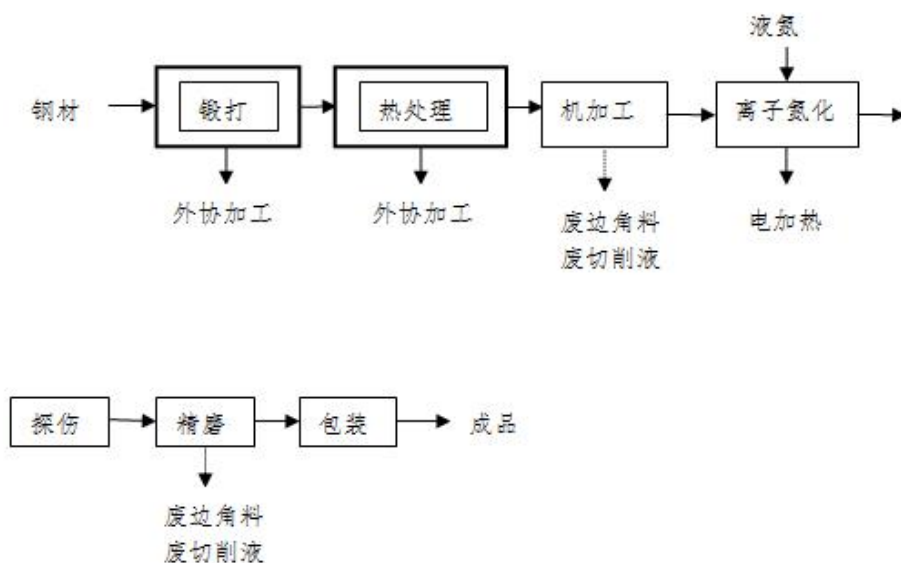 液氮
钢材
锻打
热处理
机加工
离子氮化
外协加工
外协加工
废边角料
废切削液
电加热
探伤
精磨
包装
成品
废边角料
废切削液